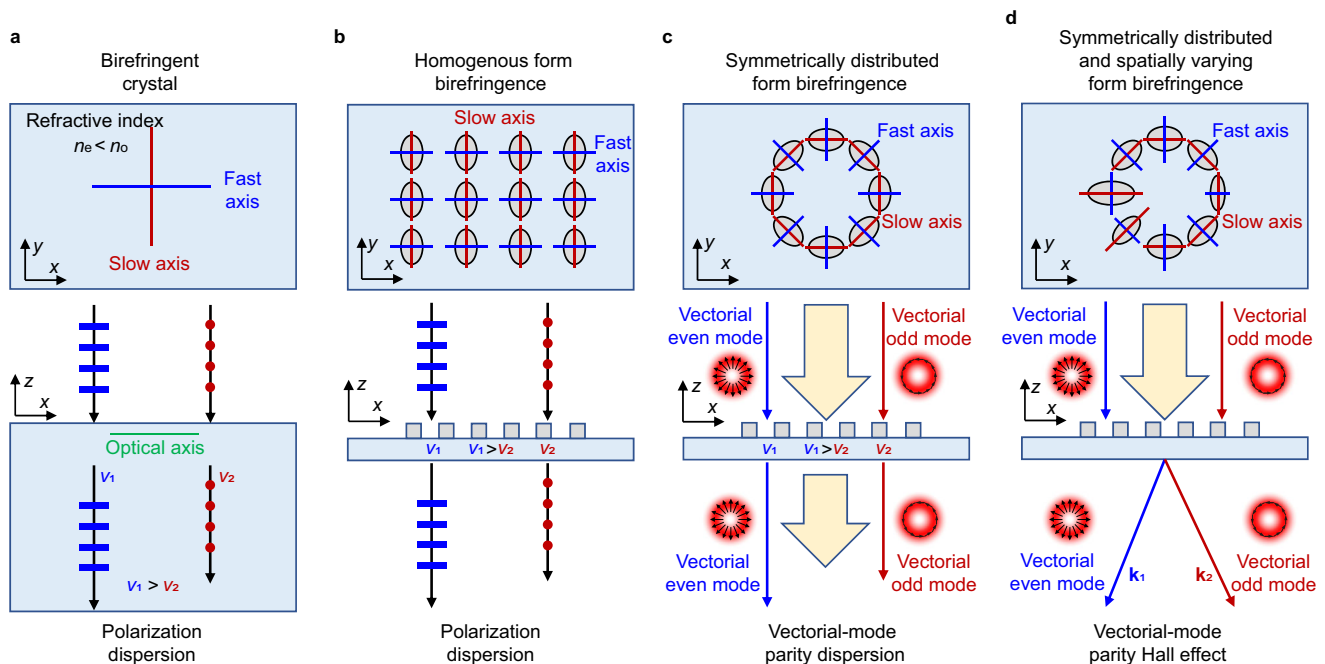 a
Birefringent
crystal
Refractive index
ne < no
Fast
axis
Slow axis
y
x
z
x
Optical axis
v1
v2
v1 > v2
Polarization
dispersion
b
Homogenous form
birefringence
Slow axis
Fast
axis
y
x
z
x
v1
v1>v2
v2
Polarization
dispersion
c
Symmetrically distributed
form birefringence
Fast axis
Slow axis
y
x
Vectorial
even mode
Vectorial
odd mode
z
x
v1
v1>v2
v2
Vectorial
even mode
Vectorial
odd mode
Vectorial-mode
parity dispersion
d
Symmetrically distributed
and spatially varying
form birefringence
Fast axis
Slow axis
y
x
Vectorial
even mode
Vectorial
odd mode
z
x
Vectorial
even mode
k1
k2
Vectorial
odd mode
Vectorial-mode
parity Hall effect